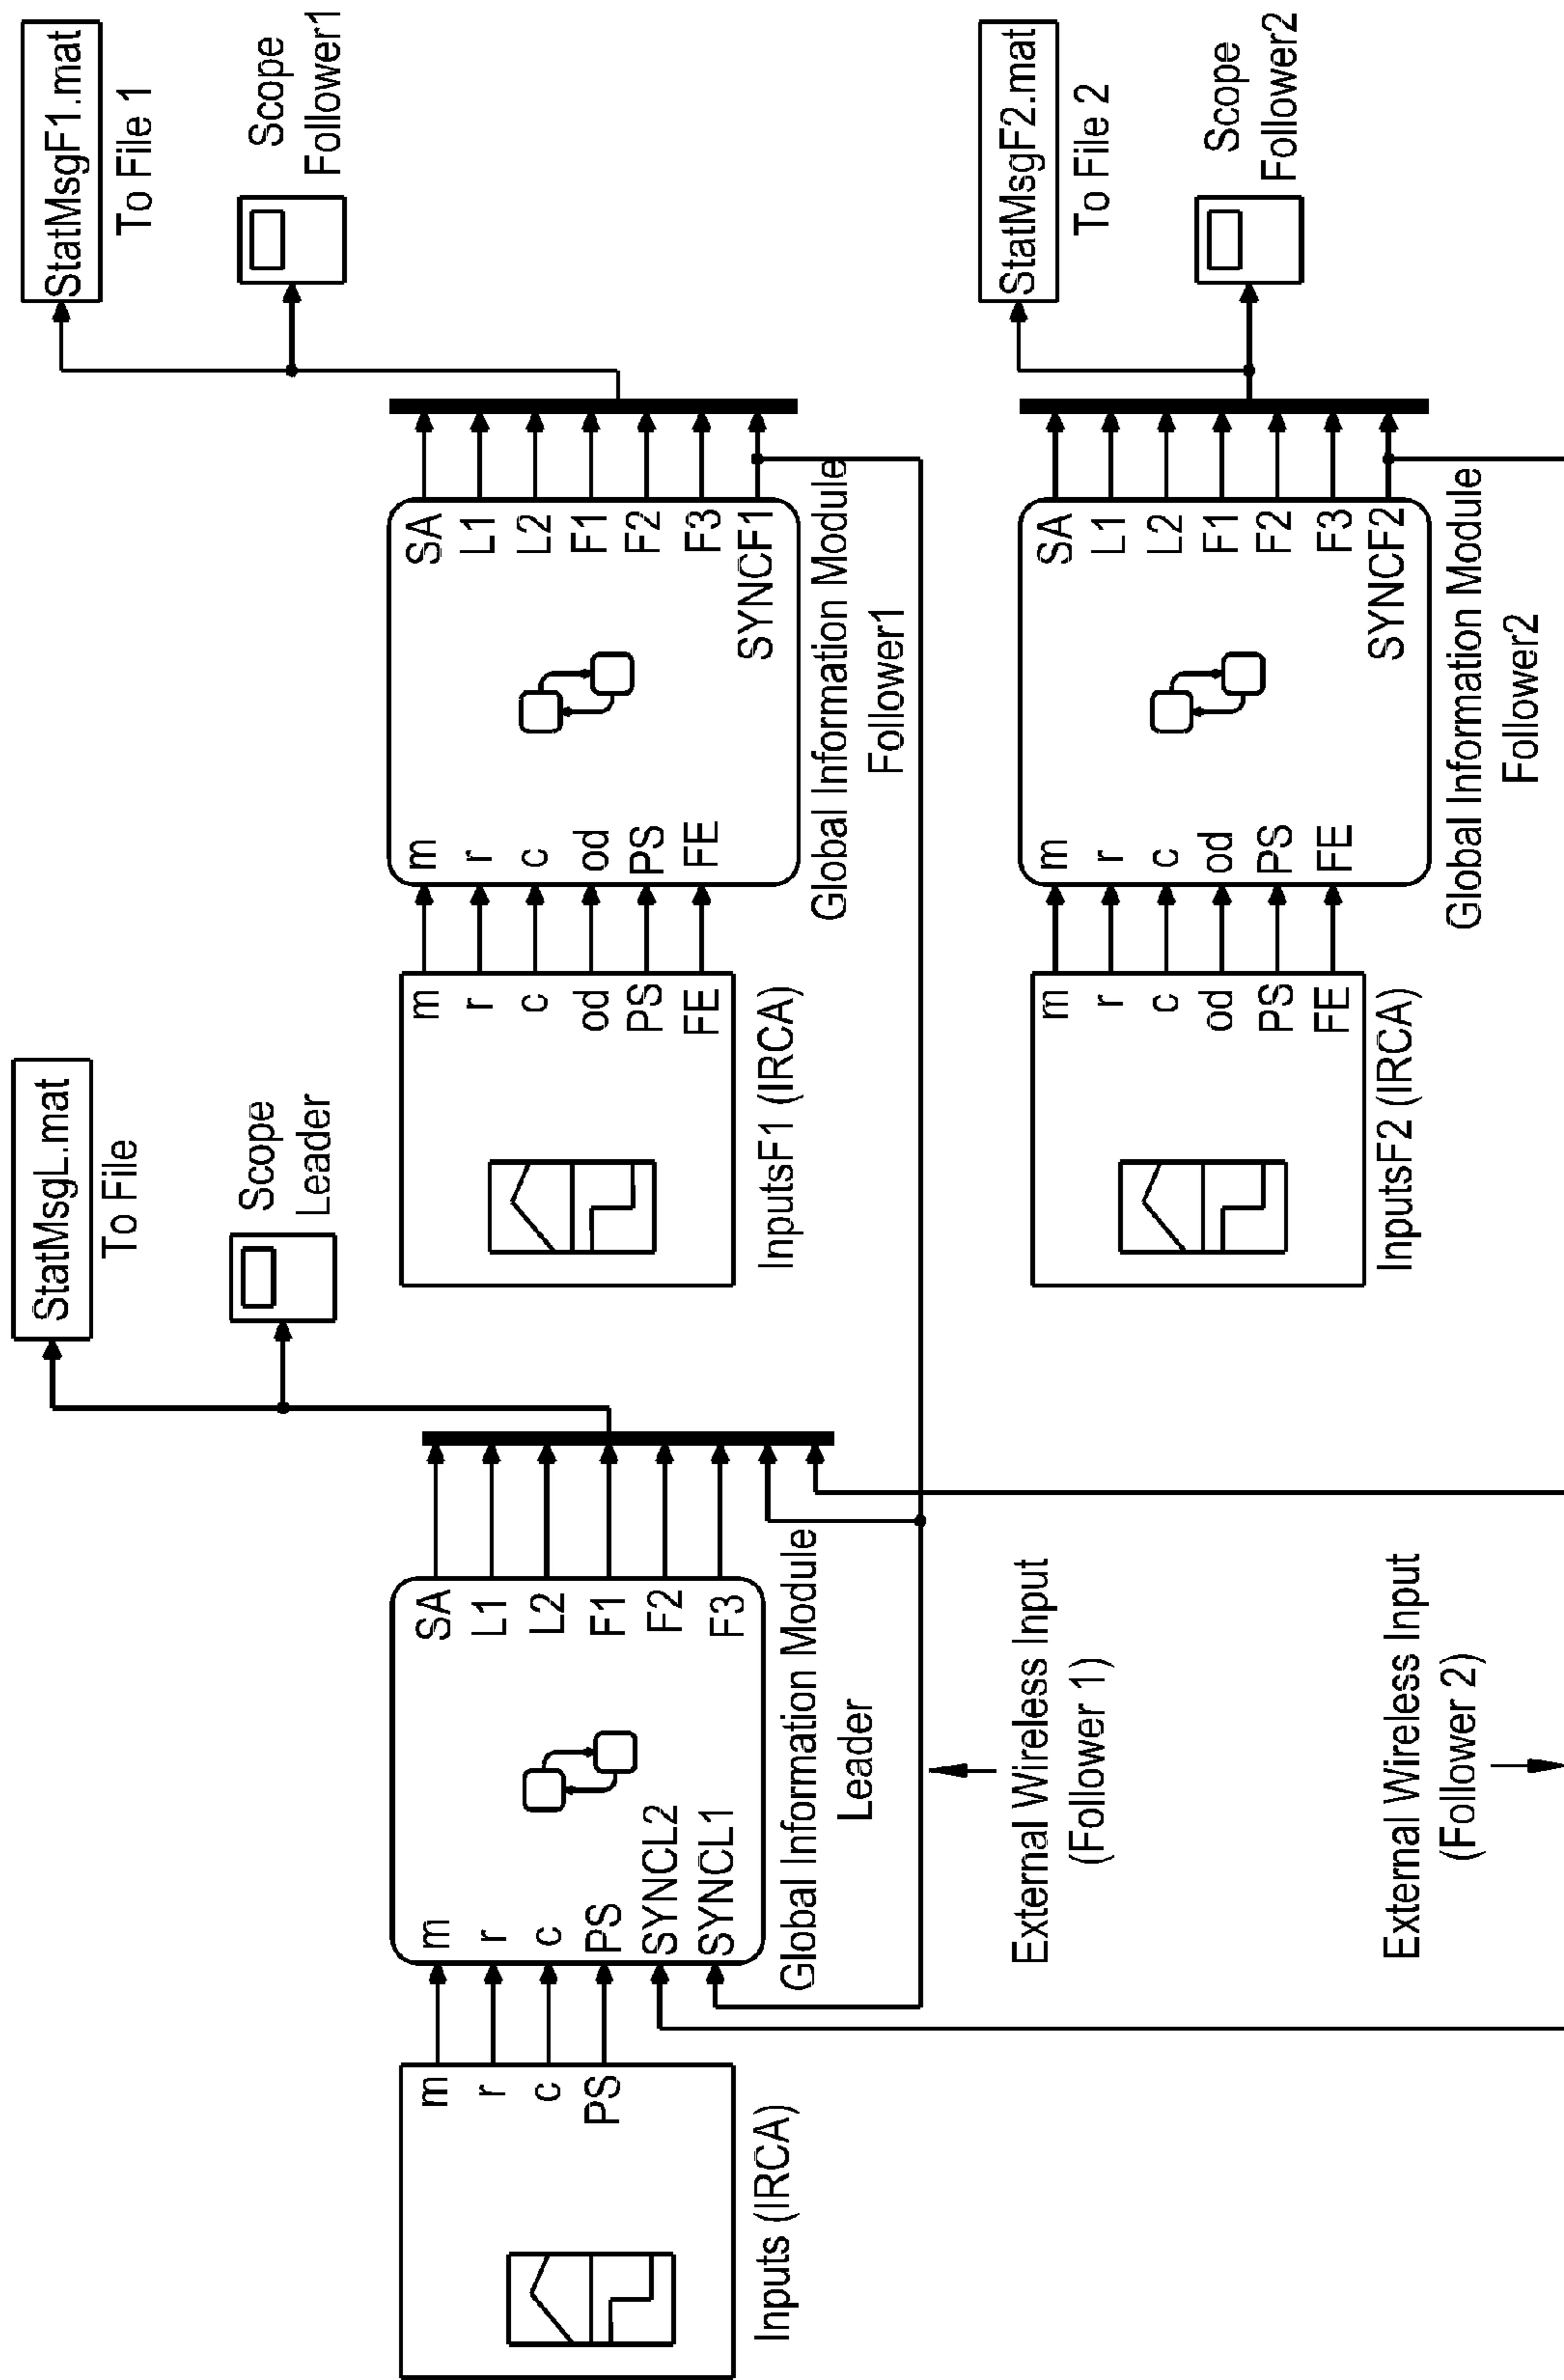 StatMsgL.mat
To File
Scope
Leader
m
r
c
PS
Inputs (IRCA)
m
r
c
PS
SYNCL2
SYNCL1
SA
L1
L2
F1
F2
F3
Global Information Module
Leader
External Wireless Input
(Follower 1)
External Wireless Input
(Follower 2)
StatMsgF1.mat
To File 1
Scope
Follower1
m
r
c
od
PS
FE
InputsF1 (IRCA)
m
r
c
od
PS
FE
SA
L1
L2
F1
F2
F3
SYNCF1
Global Information Module
Follower1
StatMsgF2.mat
To File 2
Scope
Follower2
m
r
c
od
PS
FE
InputsF2 (IRCA)
m
r
c
od
PS
FE
SA
L1
L2
F1
F2
F3
SYNCF2
Global Information Module
Follower2